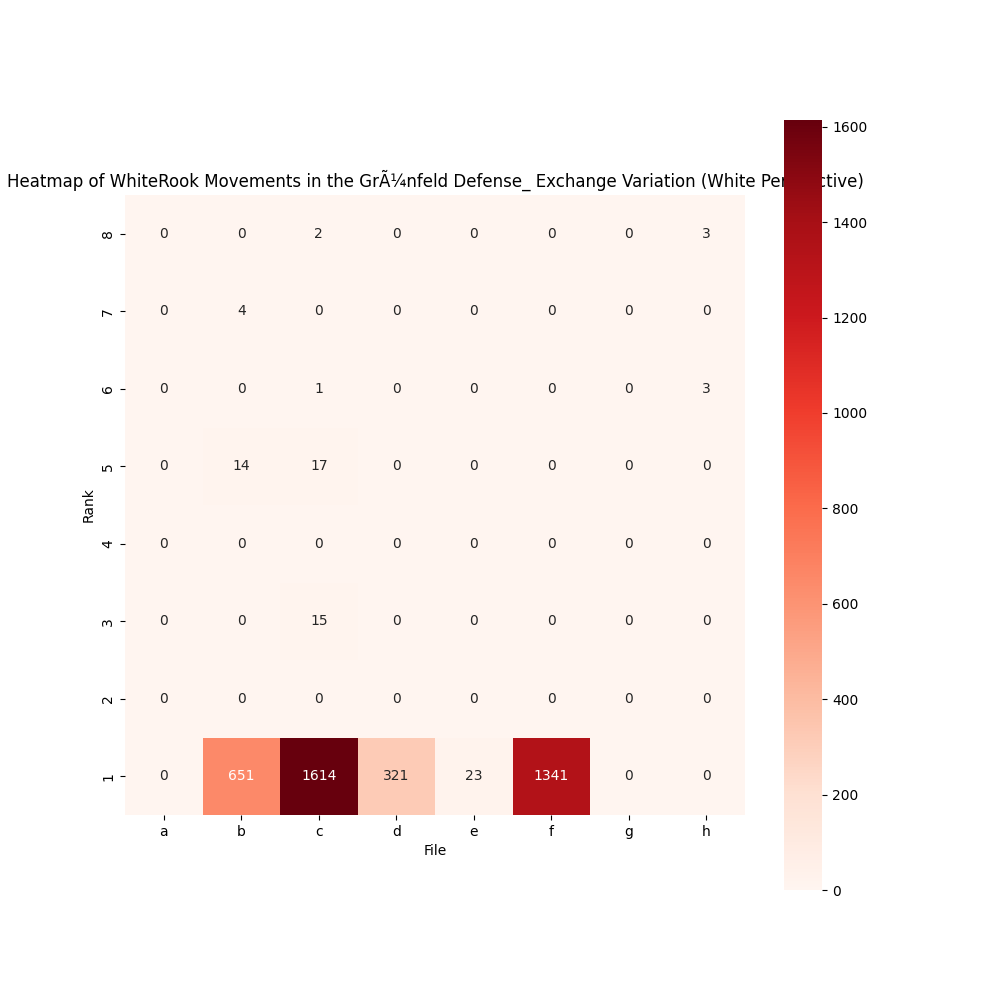 Heatmap of WhiteRook Movements in the GrÃ¼nfeld Defense_ Exchange Variation (White Per ctive)
8 0 0 2 0 0 0 0 3
7 0 4 0 0 0 0 0 0
6 0 0 1 0 0 0 0 3
5 0 14 17 0 0 0 0 0
4 0 0 0 0 0 0 0 0
3 0 0 15 0 0 0 0 0
2 0 0 0 0 0 0 0 0
1 0 651 1614 321 23 1341 0 0
a b c d e f g h
File
Rank
1600
1400
1200
1000
800
600
400
200
0